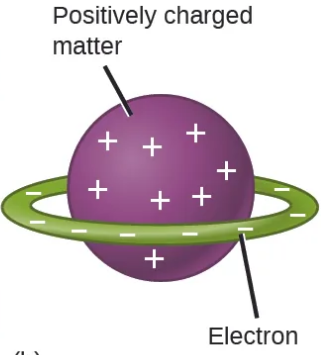 Positively charged
matter
Electron